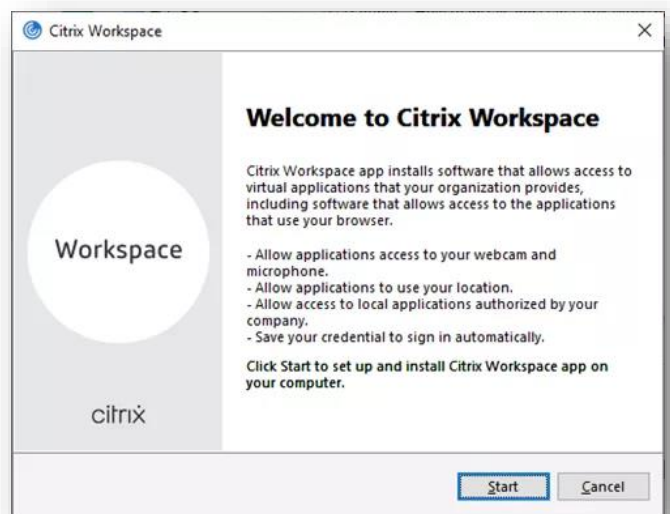 Citrix Workspace
Welcome to Citrix Workspace
Citrix Workspace app installs software that allows access to
virtual applications that your organization provides,
including software that allows access to the applications
that use your browser.
- Allow applications access to your webcam and
microphone.
- Allow applications to use your location.
- Allow access to local applications authorized by your
company.
- Save your credential to sign in automatically.
Click Start to set up and install Citrix Workspace app on
your computer.
Workspace
citrix
Start
Cancel